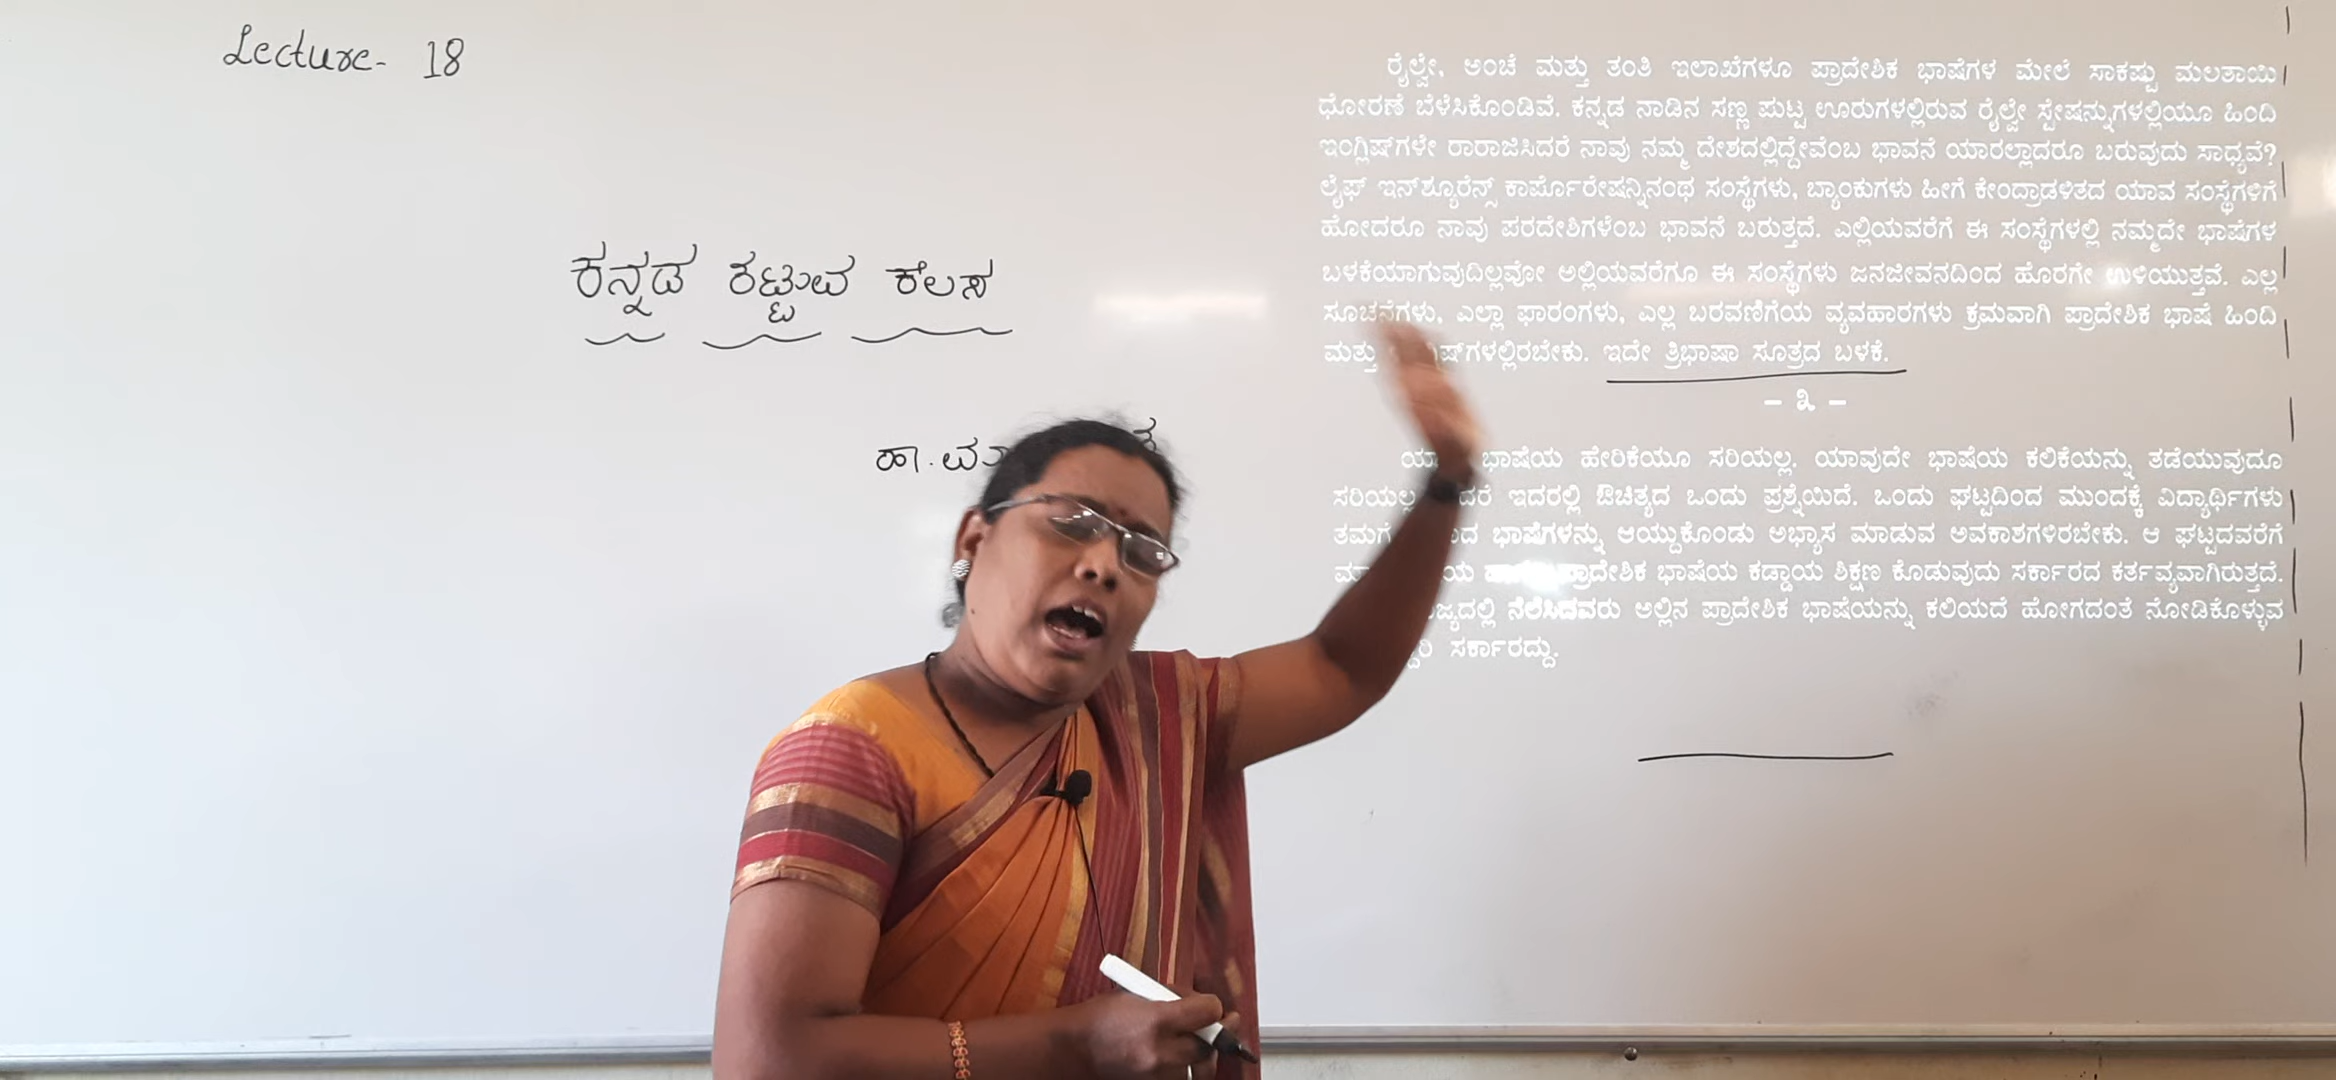 Lecture- 18
ಕನ್ನಡ ಕಟ್ಟುವ ಕೆಲಸ
ಹಾ.ಮಾ.
ರೈಲ್ವೇ, ಅಂಚೆ ಮತ್ತು ತಂತಿ ಇಲಾಖೆಗಳೂ ಪ್ರಾದೇಶಿಕ ಭಾಷೆಗಳ ಮೇಲೆ ಸಾಕಷ್ಟು ಮಲತಾಯಿ
ಧೋರಣೆ ಬೆಳೆಸಿಕೊಂಡಿವೆ. ಕನ್ನಡ ನಾಡಿನ ಸಣ್ಣ ಪುಟ್ಟ ಊರುಗಳಲ್ಲಿರುವ ರೈಲ್ವೇ ಸ್ಟೇಷನ್ನುಗಳಲ್ಲಿಯೂ ಹಿಂದಿ
ಇಂಗ್ಲಿಷ್‌ಗಳೇ ರಾರಾಜಿಸಿದರೆ ನಾವು ನಮ್ಮ ದೇಶದಲ್ಲಿದ್ದೇವೆಂಬ ಭಾವನೆ ಯಾರಲ್ಲಾದರೂ ಬರುವುದು ಸಾಧ್ಯವೆ?
ಲೈಫ್ ಇನ್‌ಶ್ಯೂರೆನ್ಸ್ ಕಾರ್ಪೊರೇಷನ್ನಿನಂಥ ಸಂಸ್ಥೆಗಳು, ಬ್ಯಾಂಕುಗಳು ಹೀಗೆ ಕೇಂದ್ರಾಡಳಿತದ ಯಾವ ಸಂಸ್ಥೆಗಳಿಗೆ
ಹೋದರೂ ನಾವು ಪರದೇಶಿಗಳೆಂಬ ಭಾವನೆ ಬರುತ್ತದೆ. ಎಲ್ಲಿಯವರೆಗೆ ಈ ಸಂಸ್ಥೆಗಳಲ್ಲಿ ನಮ್ಮದೇ ಭಾಷೆಗಳ
ಬಳಕೆಯಾಗುವುದಿಲ್ಲವೋ ಅಲ್ಲಿಯವರೆಗೂ ಈ ಸಂಸ್ಥೆಗಳು ಜನಜೀವನದಿಂದ ಹೊರಗೇ ಉಳಿಯುತ್ತವೆ. ಎಲ್ಲ
ಸೂಚನೆಗಳು, ಎಲ್ಲಾ ಫಾರಂಗಳು, ಎಲ್ಲ ಬರವಣಿಗೆಯ ವ್ಯವಹಾರಗಳು ಕ್ರಮವಾಗಿ ಪ್ರಾದೇಶಿಕ ಭಾಷೆ ಹಿಂದಿ
ಮತ್ತು ಷ್‌ಗಳಲ್ಲಿರಬೇಕು. ಇದೇ ತ್ರಿಭಾಷಾ ಸೂತ್ರದ ಬಳಕೆ.
– ೩ –
ಭಾಷೆಯ ಹೇರಿಕೆಯೂ ಸರಿಯಲ್ಲ. ಯಾವುದೇ ಭಾಷೆಯ ಕಲಿಕೆಯನ್ನು ತಡೆಯುವುದೂ
ಸರಿಯಲ್ಲ ದರೆ ಇದರಲ್ಲಿ ಔಚಿತ್ಯದ ಒಂದು ಪ್ರಶ್ನೆಯಿದೆ. ಒಂದು ಘಟ್ಟದಿಂದ ಮುಂದಕ್ಕೆ ವಿದ್ಯಾರ್ಥಿಗಳು
ತಮಗೆ ದ ಭಾಷೆಗಳನ್ನು ಆಯ್ದುಕೊಂಡು ಅಭ್ಯಾಸ ಮಾಡುವ ಅವಕಾಶಗಳಿರಬೇಕು. ಆ ಘಟ್ಟದವರೆಗೆ
ಪ್ರಾದೇಶಿಕ ಭಾಷೆಯ ಕಡ್ಡಾಯ ಶಿಕ್ಷಣ ಕೊಡುವುದು ಸರ್ಕಾರದ ಕರ್ತವ್ಯವಾಗಿರುತ್ತದೆ.
ಜ್ಯದಲ್ಲಿ ನೆಲೆಸಿದವರು ಅಲ್ಲಿನ ಪ್ರಾದೇಶಿಕ ಭಾಷೆಯನ್ನು ಕಲಿಯದೆ ಹೋಗದಂತೆ ನೋಡಿಕೊಳ್ಳುವ
ದ್ದರಿ ಸರ್ಕಾರದ್ದು.